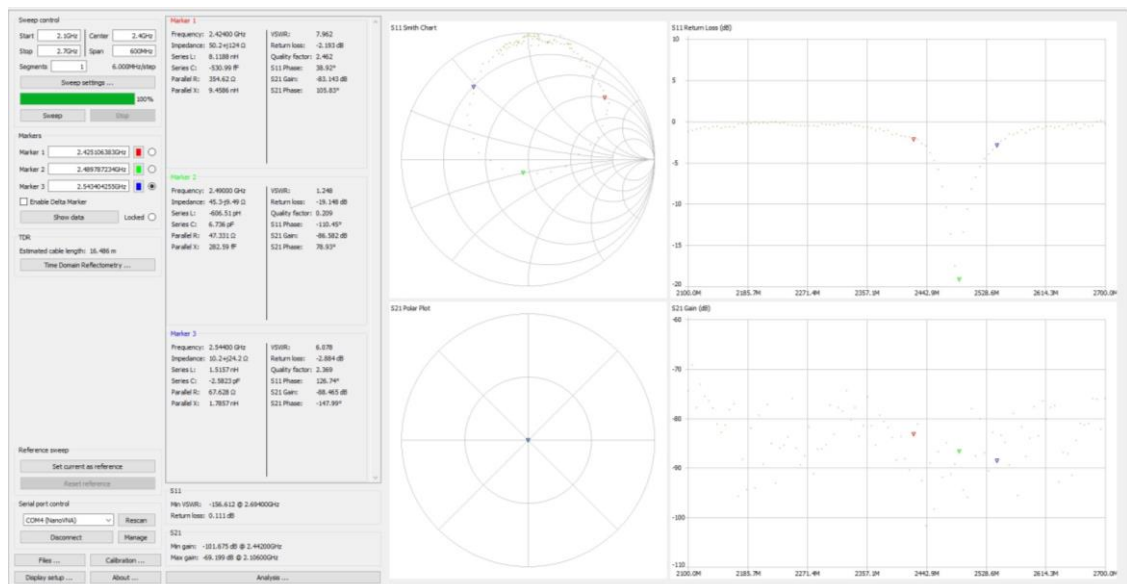 Sweep control
Start 2.1GHz Center 2.4GHz
Stop 2.7GHz Span 600MHz
Segments 1 6.000MHz/step
Sweep settings ...
100%
Sweep Stop
Markers
Marker 1 2.425106383GHz
Marker 2 2.489787234GHz
Marker 3 2.543404255GHz
Enable Delta Marker
Show data Locked
TDR
Estimated cable length: 16.486 m
Time Domain Reflectometry ...
Reference sweep
Set current as reference
Reset reference
Serial port control
COM4 (NanoVNA) Rescan
Disconnect Manage
Files ... Calibration ...
Display setup ... About ...
Marker 1
Frequency: 2.42400 GHz VSWR: 7.962
Impedance: 50.2+j124 Ω Return loss: -2.193 dB
Series L: 8.1188 nH Quality factor: 2.462
Series C: -530.99 fF S11 Phase: 38.92°
Parallel R: 354.62 Ω S21 Gain: -83.143 dB
Parallel X: 9.4586 nH S21 Phase: 105.83°
Marker 2
Frequency: 2.49000 GHz VSWR: 1.248
Impedance: 45.3-j9.49 Ω Return loss: -19.148 dB
Series L: -606.51 pH Quality factor: 0.209
Series C: 6.736 pF S11 Phase: -110.45°
Parallel R: 47.331 Ω S21 Gain: -86.582 dB
Parallel X: 282.59 fF S21 Phase: 78.93°
Marker 3
Frequency: 2.54400 GHz VSWR: 6.078
Impedance: 10.2+j24.2 Ω Return loss: -2.884 dB
Series L: 1.5157 nH Quality factor: 2.369
Series C: -2.5823 pF S11 Phase: 126.74°
Parallel R: 67.628 Ω S21 Gain: -88.465 dB
Parallel X: 1.7857 nH S21 Phase: -147.99°
S11
Min VSWR: -156.612 @ 2.69400GHz
Return loss: 0.111 dB
S21
Min gain: -101.675 dB @ 2.44200GHz
Max gain: -69.199 dB @ 2.10600GHz
Analysis ...
S11 Smith Chart
S11 Return Loss (dB)
10
5
0
-5
-10
-15
-20
2100.0M 2185.7M 2271.4M 2357.1M 2442.9M 2528.6M 2614.3M 2700.0M
S21 Polar Plot
S21 Gain (dB)
-60
-70
-80
-90
-100
-110
2100.0M 2185.7M 2271.4M 2357.1M 2442.9M 2528.6M 2614.3M 2700.0M